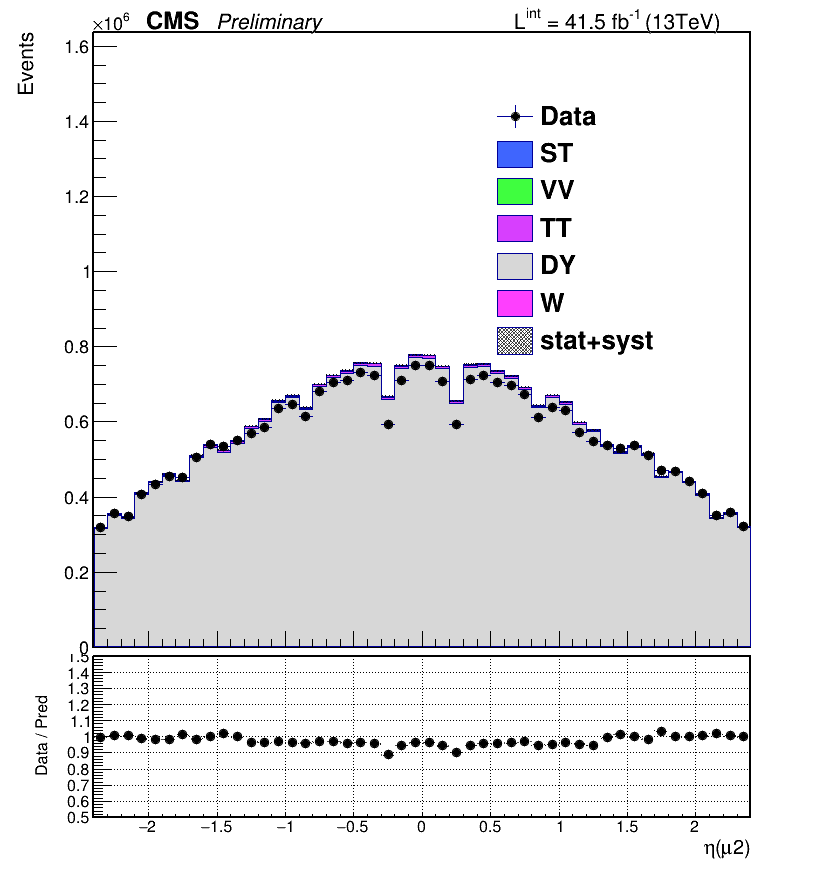 ×10⁶ CMS Preliminary L^int = 41.5 fb⁻¹ (13TeV)
Events
1.6
1.4
1.2
1
0.8
0.6
0.4
0.2
0
Data
ST
VV
TT
DY
W
stat+syst
Data / Pred
1.5
1.4
1.3
1.2
1.1
1
0.9
0.8
0.7
0.6
0.5
−2 −1.5 −1 −0.5 0 0.5 1 1.5 2
η(μ2)